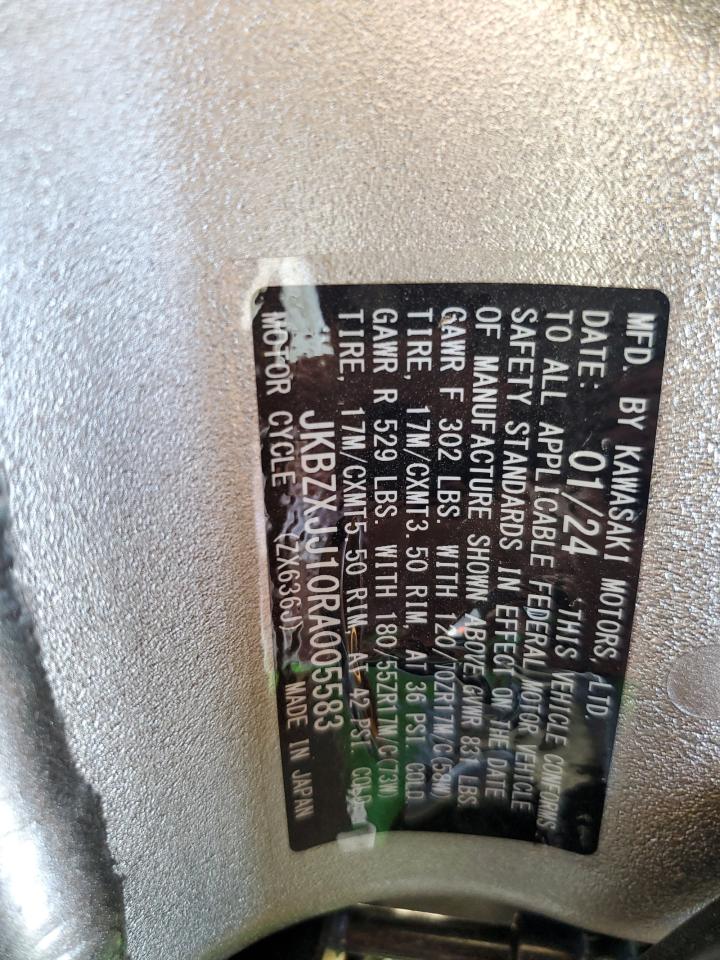 MFD. BY KAWASAKI MOTORS, LTD.
DATE: 01/24 THIS VEHICLE CONFORMS
TO ALL APPLICABLE FEDERAL MOTOR VEHICLE
SAFETY STANDARDS IN EFFECT ON THE DATE
OF MANUFACTURE SHOWN ABOVE GVWR 831 LBS
GAWR F 302 LBS. WITH 120/70ZR17M/C(58W)
TIRE, 17M/CXMT3.50 RIM, AT 36 PSI. COLD
GAWR R 529 LBS. WITH 180/55ZR17M/C(73W)
TIRE, 17M/CXMT5.50 RIM, AT 42 PSI. COLD
JKBZXJJ10RA005583
MOTOR CYCLE (ZX636J) MADE IN JAPAN